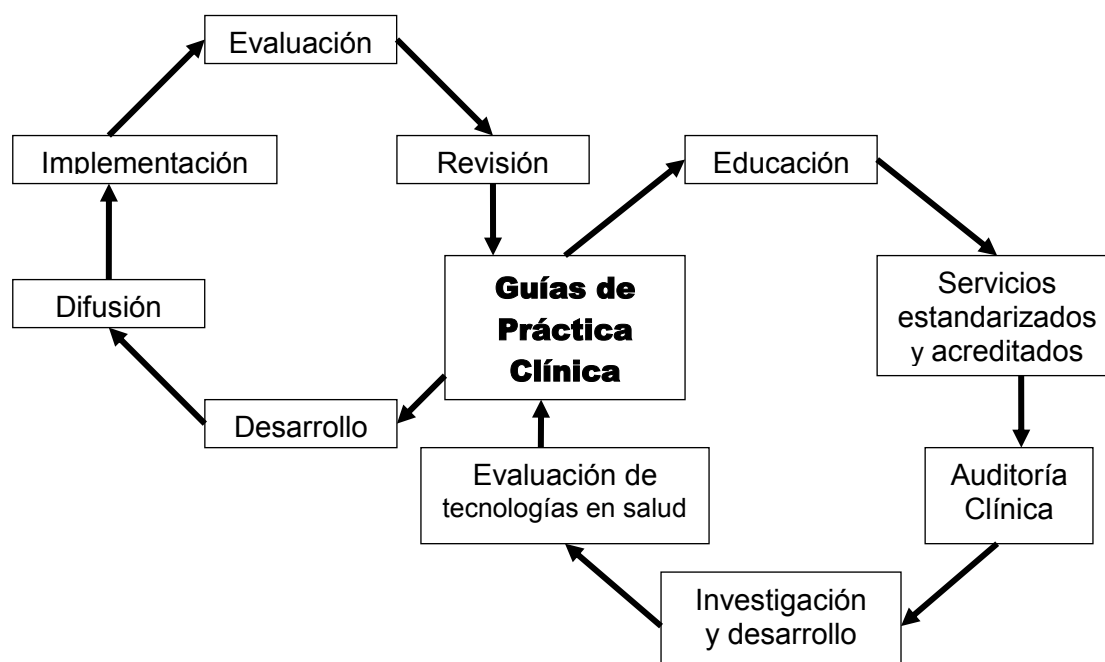 Evaluación
Implementación
Revisión
Educación
Guías de
Práctica
Clínica
Servicios
estandarizados
y acreditados
Difusión
Desarrollo
Evaluación de
tecnologías en salud
Auditoría
Clínica
Investigación
y desarrollo